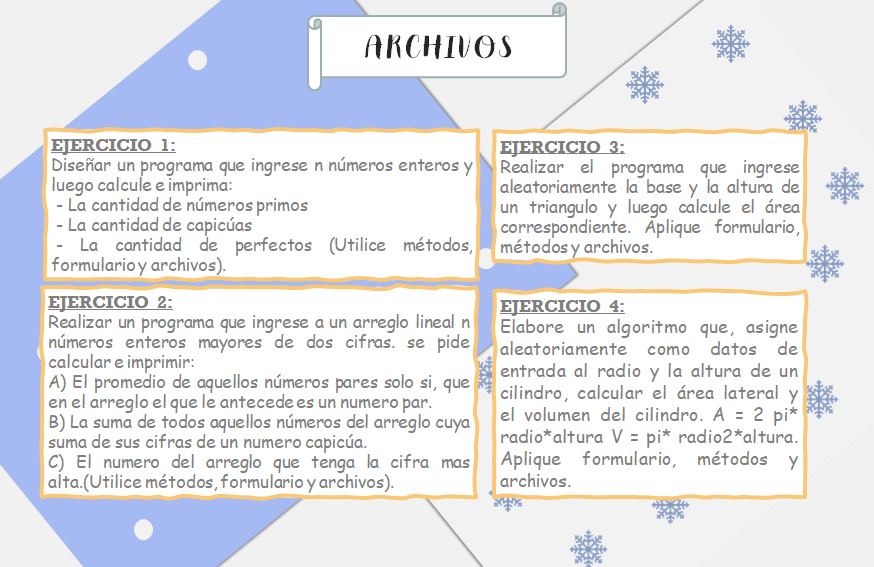 ARCHIVOS
EJERCICIO 1:
Diseñar un programa que ingrese n números enteros y
luego calcule e imprima:
- La cantidad de números primos
- La cantidad de capicúas
- La cantidad de perfectos (Utilice métodos,
formulario y archivos).
EJERCICIO 2:
Realizar un programa que ingrese a un arreglo lineal n
números enteros mayores de dos cifras. se pide
calcular e imprimir:
A) El promedio de aquellos números pares solo si, que
en el arreglo el que le antecede es un numero par.
B) La suma de todos aquellos números del arreglo cuya
suma de sus cifras de un numero capicúa.
C) El numero del arreglo que tenga la cifra mas
alta.(Utilice métodos, formulario y archivos).
EJERCICIO 3:
Realizar el programa que ingrese
aleatoriamente la base y la altura de
un triangulo y luego calcule el área
correspondiente. Aplique formulario,
métodos y archivos.
EJERCICIO 4:
Elabore un algoritmo que, asigne
aleatoriamente como datos de
entrada al radio y la altura de un
cilindro, calcular el área lateral y
el volumen del cilindro. A = 2 pi*
radio*altura V = pi* radio2*altura.
Aplique formulario, métodos y
archivos.